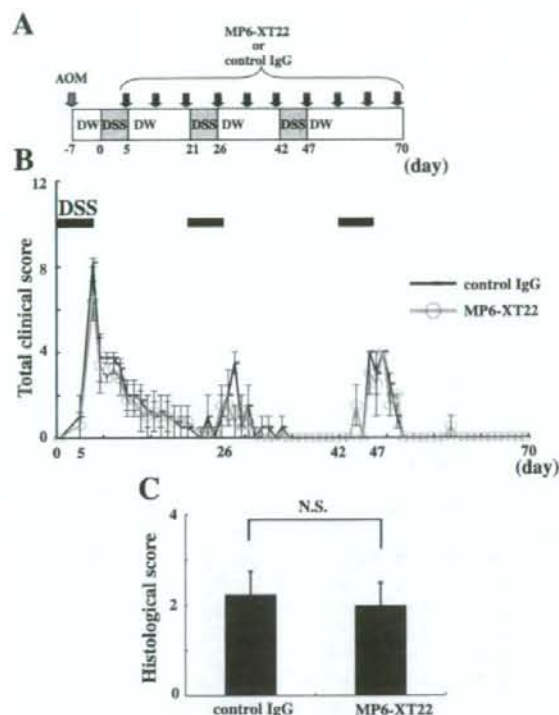 A
MP6-XT22
or
control IgG
AOM
DW DSS DW DSS DW DSS DW
-7 0 5 21 26 42 47 70
(day)
B
12
DSS
8
4
0
Total clinical score
control IgG
MP6-XT22
0 5 26 42 47 70
(day)
C
N.S.
4
2
0
Histological score
control IgG MP6-XT22